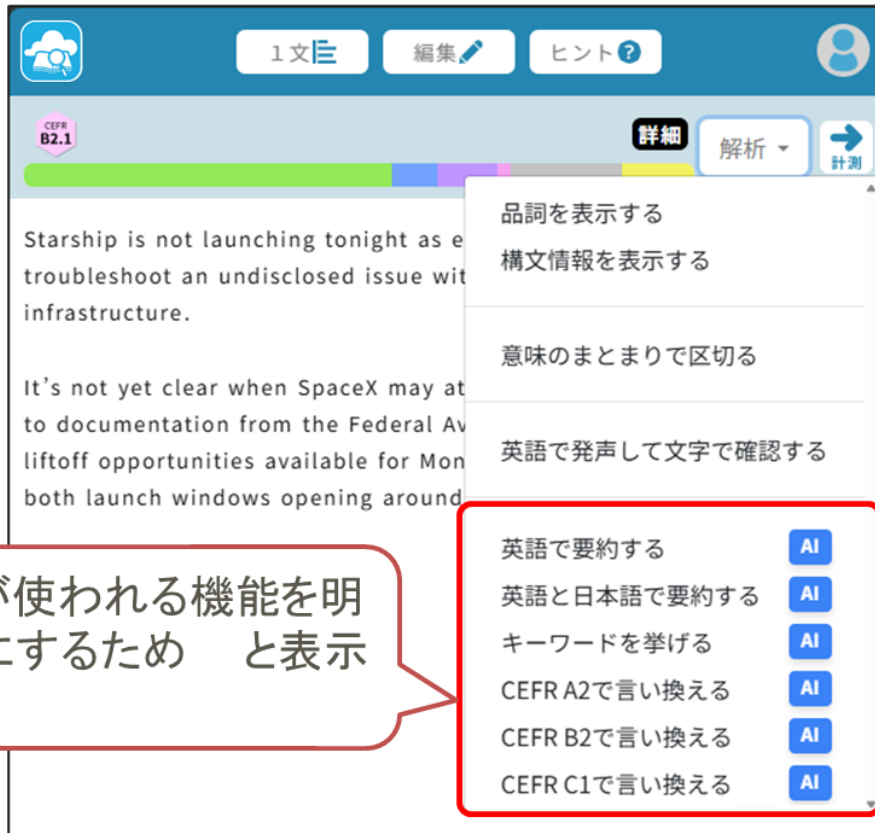 1文
編集
ヒント
CEFR
B2.1
詳細
解析
計測
Starship is not launching tonight as
troubleshoot an undisclosed issue
infrastructure.
It's not yet clear when SpaceX may
to documentation from the Federal
liftoff opportunities available for
both launch windows opening around
品詞を表示する
構文情報を表示する
意味のまとまりで区切る
英語で発声して文字で確認する
英語で要約する AI
英語と日本語で要約する AI
キーワードを挙げる AI
CEFR A2で言い換える AI
CEFR B2で言い換える AI
CEFR C1で言い換える AI
が使われる機能を明
にするため と表示